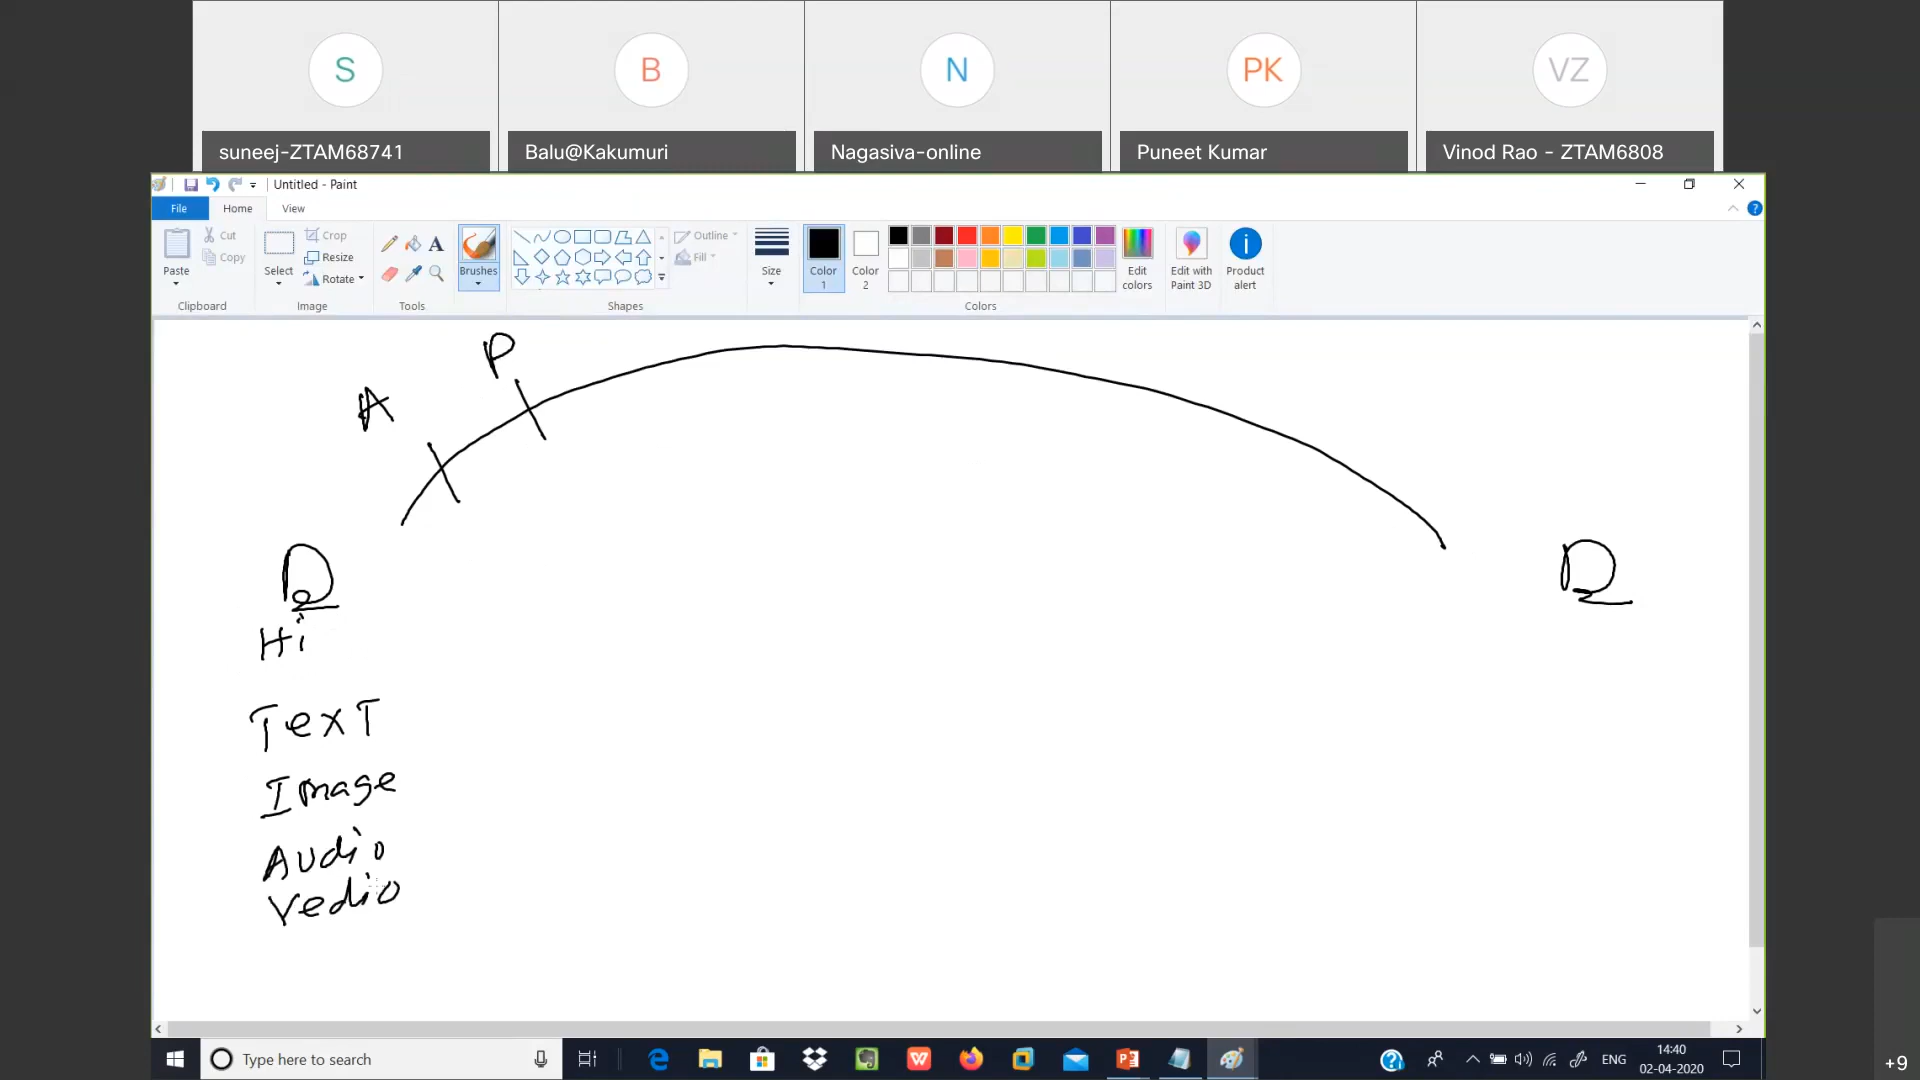 S B N PK VZ
suneej-ZTAM68741 Balu@Kakumuri Nagasiva-online Puneet Kumar Vinod Rao - ZTAM6808
Untitled - Paint
File Home View
Paste Cut Copy Clipboard
Select Crop Resize Rotate Image
A Tools
Brushes
Outline Fill Shapes
Size
Color 1 Color 2 Edit colors Colors
Edit with Paint 3D
Product alert
P
A
D D
Hi
TexT
Image
Audio
Vedio
Type here to search
ENG 14:40
02-04-2020
+9